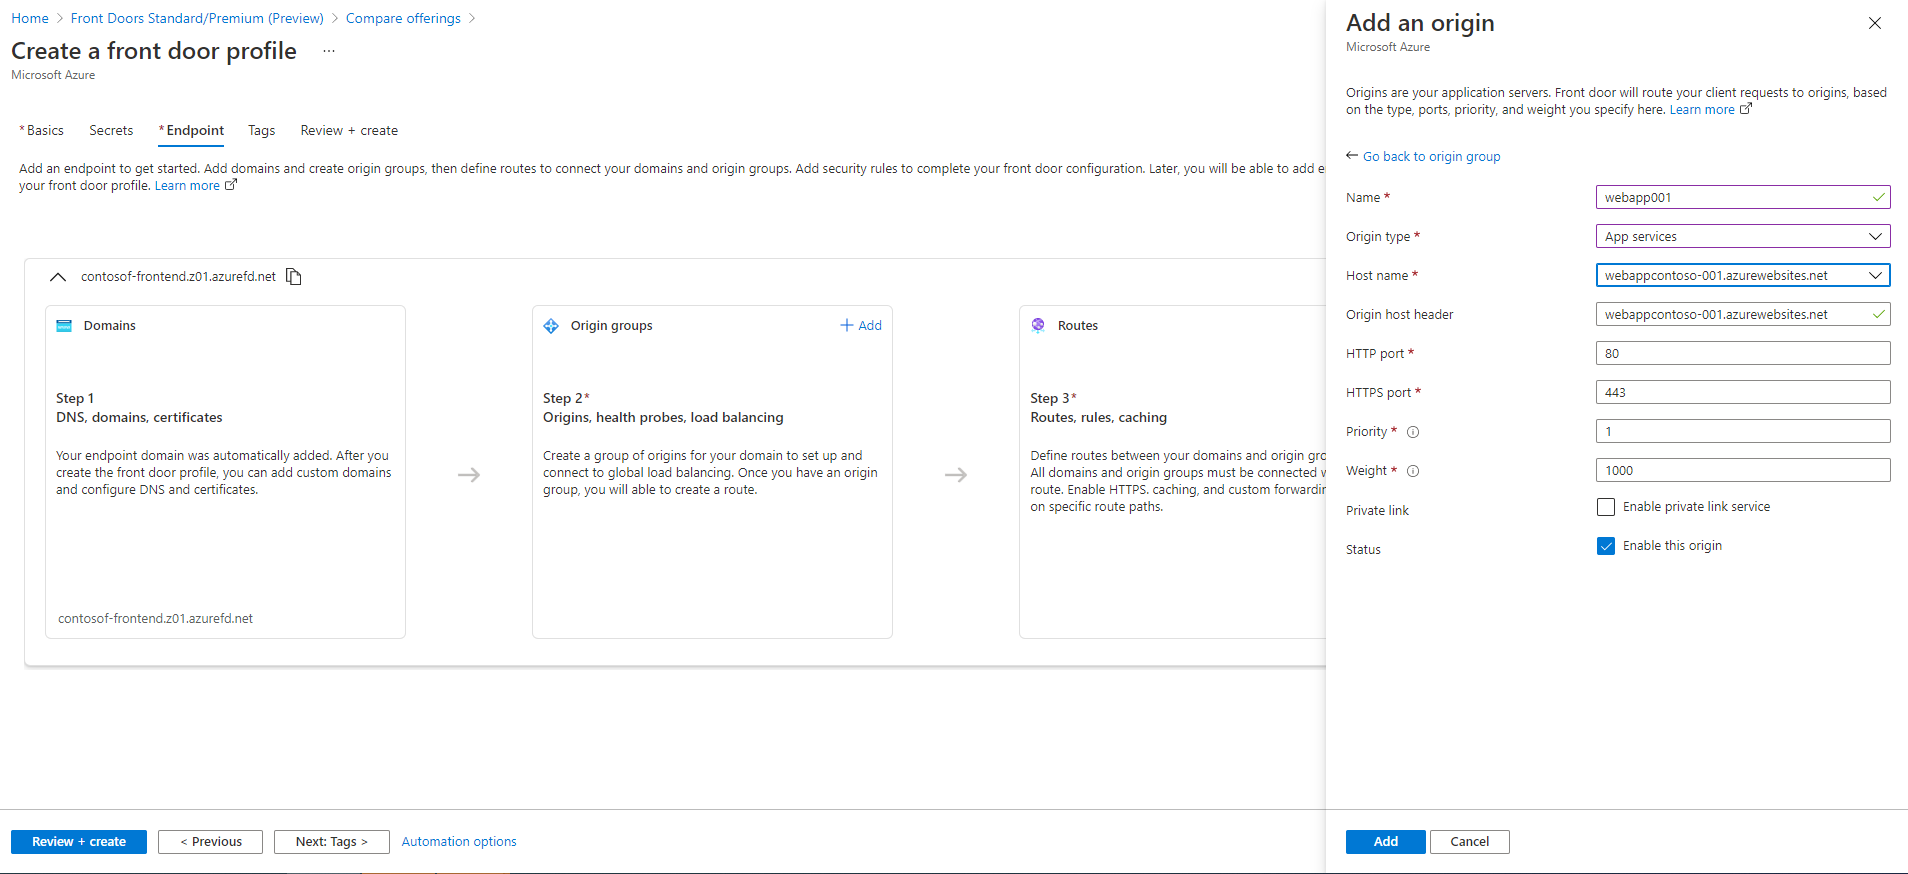 Home > Front Doors Standard/Premium (Preview) > Compare offerings >
Create a front door profile ...
Microsoft Azure
* Basics Secrets * Endpoint Tags Review + create
Add an endpoint to get started. Add domains and create origin groups, then define routes to connect your domains and origin groups. Add security rules to complete your front door configuration. Later, you will be able to add e
your front door profile. Learn more
contosof-frontend.z01.azurefd.net
Domains
Step 1
DNS, domains, certificates
Your endpoint domain was automatically added. After you
create the front door profile, you can add custom domains
and configure DNS and certificates.
contosof-frontend.z01.azurefd.net
Origin groups
+ Add
Step 2*
Origins, health probes, load balancing
Create a group of origins for your domain to set up and
connect to global load balancing. Once you have an origin
group, you will able to create a route.
Routes
Step 3*
Routes, rules, caching
Define routes between your domains and origin gro
All domains and origin groups must be connected w
route. Enable HTTPS. caching, and custom forwardin
on specific route paths.
Review + create
< Previous
Next: Tags >
Automation options
Add an origin
Microsoft Azure
Origins are your application servers. Front door will route your client requests to origins, based
on the type, ports, priority, and weight you specify here. Learn more
Go back to origin group
Name * webapp001
Origin type * App services
Host name * webappcontoso-001.azurewebsites.net
Origin host header webappcontoso-001.azurewebsites.net
HTTP port * 80
HTTPS port * 443
Priority * 1
Weight * 1000
Private link Enable private link service
Status Enable this origin
Add
Cancel